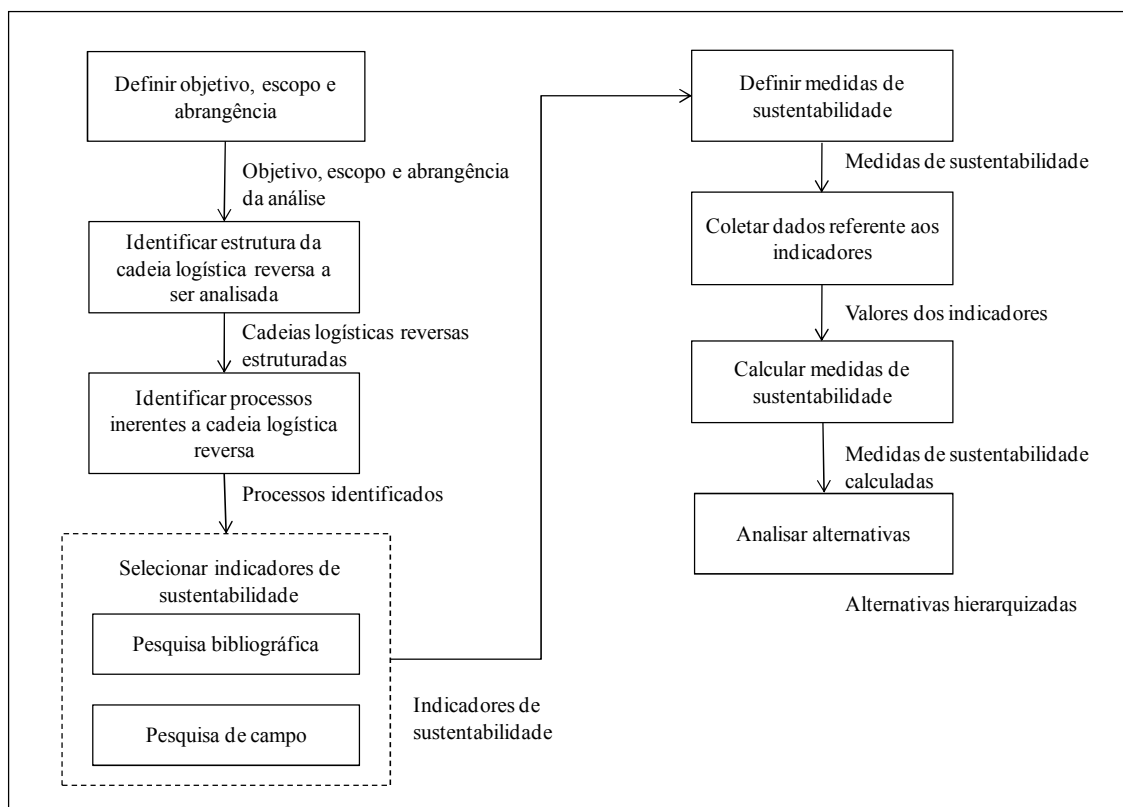 Definir objetivo, escopo e
abrangência
Objetivo, escopo e abrangência
da análise
Identificar estrutura da
cadeia logística reversa a
ser analisada
Cadeias logísticas reversas
estruturadas
Identificar processos
inerentes a cadeia logística
reversa
Processos identificados
Selecionar indicadores de
sustentabilidade
Pesquisa bibliográfica
Pesquisa de campo
Indicadores de
sustentabilidade
Definir medidas de
sustentabilidade
Medidas de sustentabilidade
Coletar dados referente aos
indicadores
Valores dos indicadores
Calcular medidas de
sustentabilidade
Medidas de sustentabilidade
calculadas
Analisar alternativas
Alternativas hierarquizadas